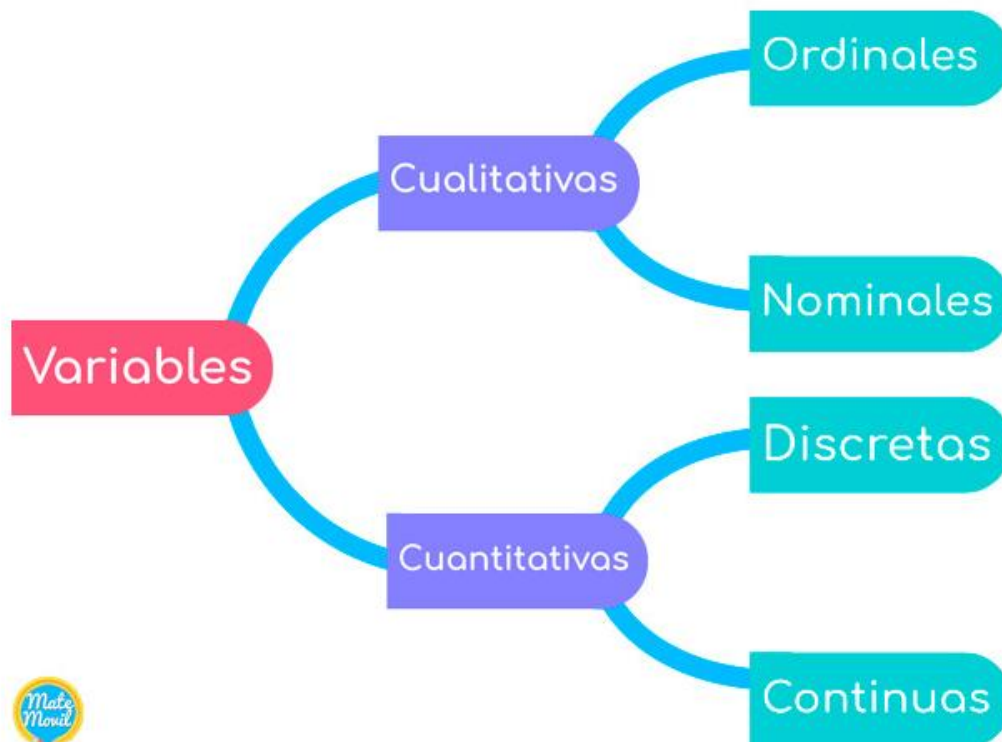 Ordinales
Cualitativas
Nominales
Variables
Discretas
Cuantitativas
Continuas
Mate
Movil